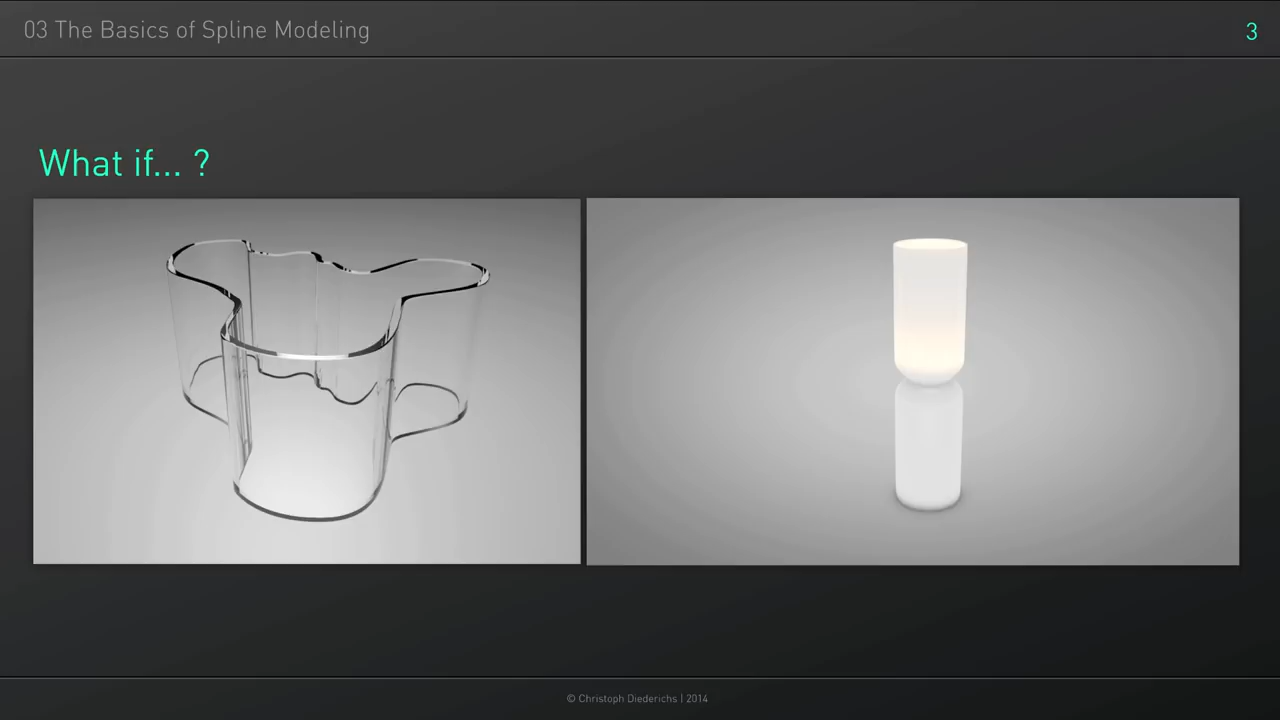 03 The Basics of Spline Modeling
3
What if... ?
© Christoph Diederichs | 2014